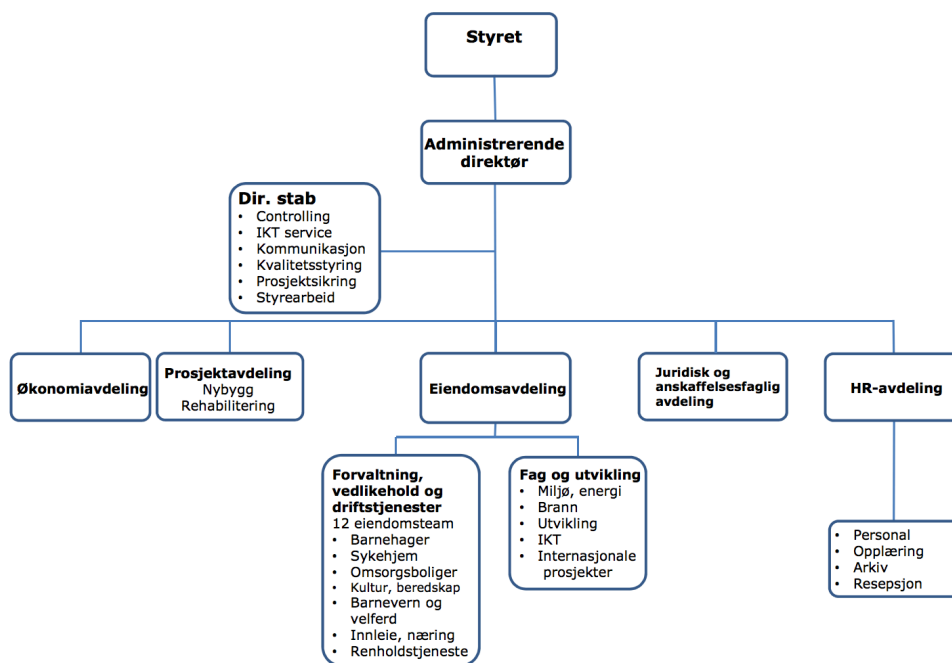 Styret
Administrerende
direktør
Dir. stab
• Controlling
• IKT service
• Kommunikasjon
• Kvalitetsstyring
• Prosjektsikring
• Styrearbeid
Økonomiavdeling
Prosjektavdeling
Nybygg
Rehabilitering
Eiendomsavdeling
Juridisk og
anskaffelsesfaglig
avdeling
HR-avdeling
Forvaltning,
vedlikehold og
driftstjenester
12 eiendomsteam
• Barnehager
• Sykehjem
• Omsorgsboliger
• Kultur, beredskap
• Barnevern og
velferd
• Innleie, næring
• Renholdstjeneste
Fag og utvikling
• Miljø, energi
• Brann
• Utvikling
• IKT
• Internasjonale
prosjekter
• Personal
• Opplæring
• Arkiv
• Resepsjon